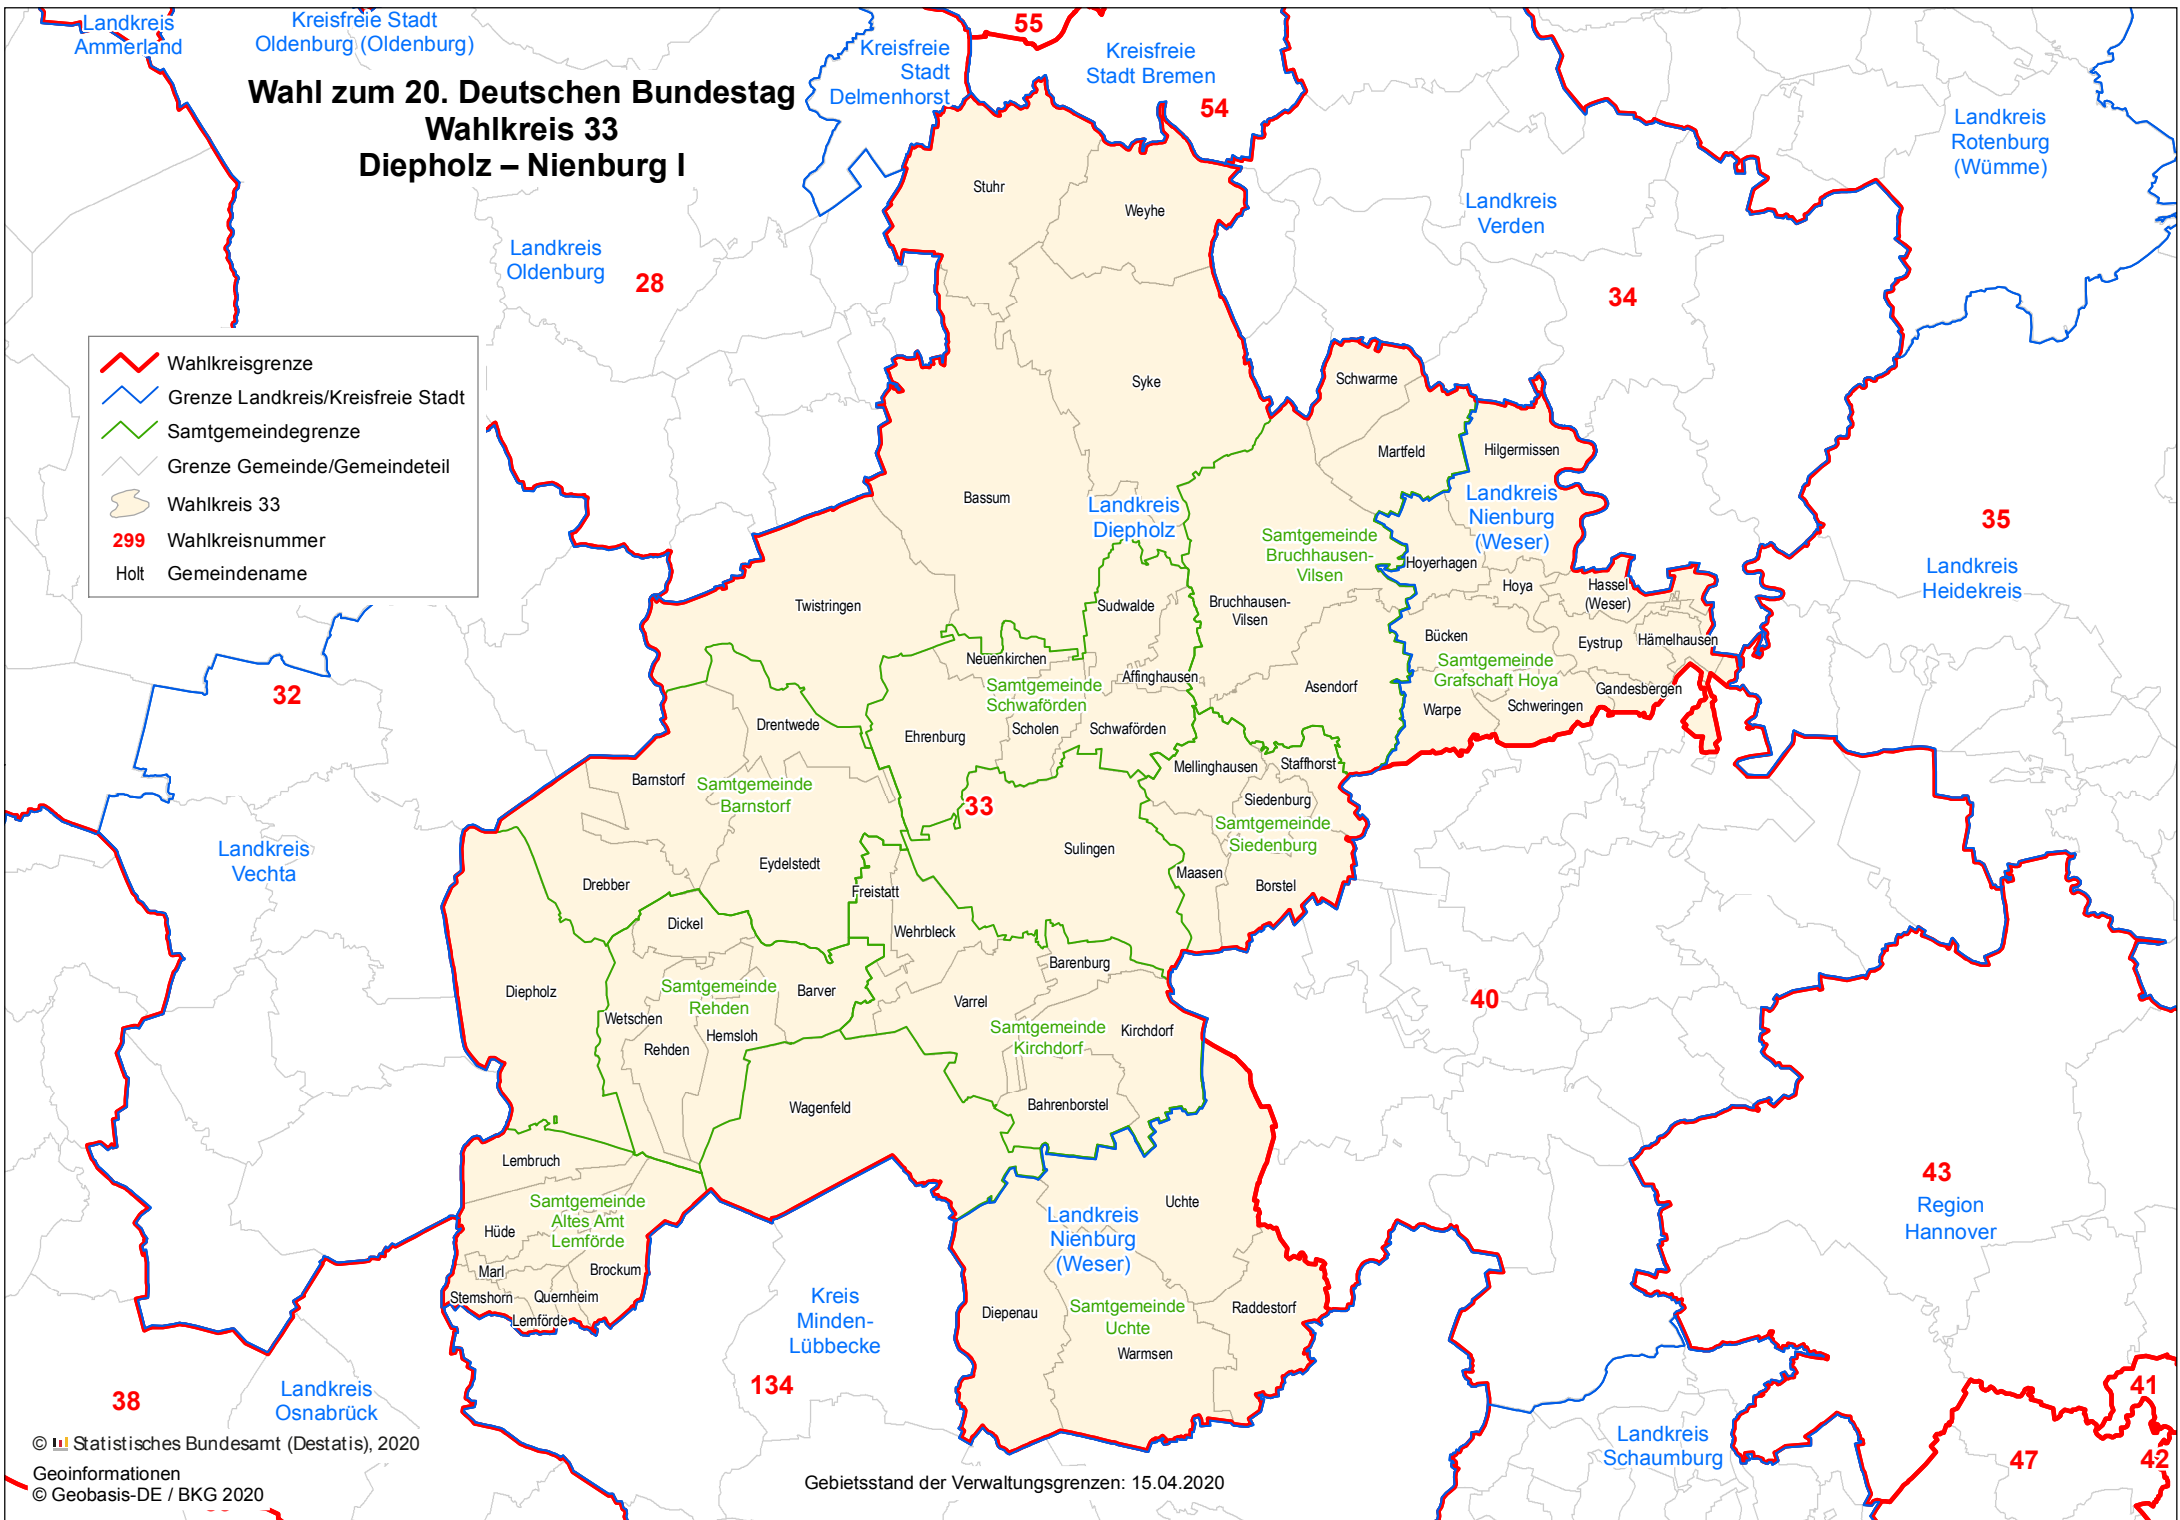 Landkreis
Ammerland
Kreisfreie Stadt
Oldenburg (Oldenburg)
Kreisfreie
Stadt
Delmenhorst
55
Kreisfreie
Stadt Bremen
54
Wahl zum 20. Deutschen Bundestag
Wahlkreis 33
Diepholz – Nienburg I
Landkreis
Rotenburg
(Wümme)
Landkreis
Verden
34
Landkreis
Oldenburg
28
Wahlkreisgrenze
Grenze Landkreis/Kreisfreie Stadt
Samtgemeindegrenze
Grenze Gemeinde/Gemeindeteil
Wahlkreis 33
299 Wahlkreisnummer
Holt Gemeindename
Stuhr
Weyhe
Syke
Schwarme
Martfeld
Hilgermissen
Bassum
Landkreis
Diepholz
Landkreis
Nienburg
(Weser)
Samtgemeinde
Bruchhausen-
Vilsen
Hoyerhagen
Hoya
Hassel
(Weser)
35
Landkreis
Heidekreis
Twistringen
Sudwalde
Bruchhausen-
Vilsen
Bücken
Eystrup
Hämelhausen
Samtgemeinde
Grafschaft Hoya
Neuenkirchen
Affinghausen
Samtgemeinde
Schwaförden
Asendorf
Gandesbergen
Warpe
Schweringen
32
Drentwede
Ehrenburg
Scholen
Schwaförden
Mellinghausen
Staffhorst
Barnstorf
Samtgemeinde
Barnstorf
33
Siedenburg
Samtgemeinde
Siedenburg
Landkreis
Vechta
Sulingen
Eydelstedt
Drebber
Freistatt
Maasen
Borstel
Dickel
Wehrbleck
Barenburg
Diepholz
Samtgemeinde
Rehden
Barver
Varrel
40
Wetschen
Hemsloh
Rehden
Samtgemeinde
Kirchdorf
Kirchdorf
Wagenfeld
Bahrenborstel
Lembruch
43
Region
Hannover
Samtgemeinde
Altes Amt
Lemförde
Hüde
Uchte
Landkreis
Nienburg
(Weser)
Marl
Brockum
Stemshorn
Quernheim
Lemförde
Kreis
Minden-
Lübbecke
Diepenau
Samtgemeinde
Uchte
Raddestorf
Warmsen
134
38
Landkreis
Osnabrück
41
Landkreis
Schaumburg
47
42
© Statistisches Bundesamt (Destatis), 2020
Geoinformationen
© Geobasis-DE / BKG 2020
Gebietsstand der Verwaltungsgrenzen: 15.04.2020